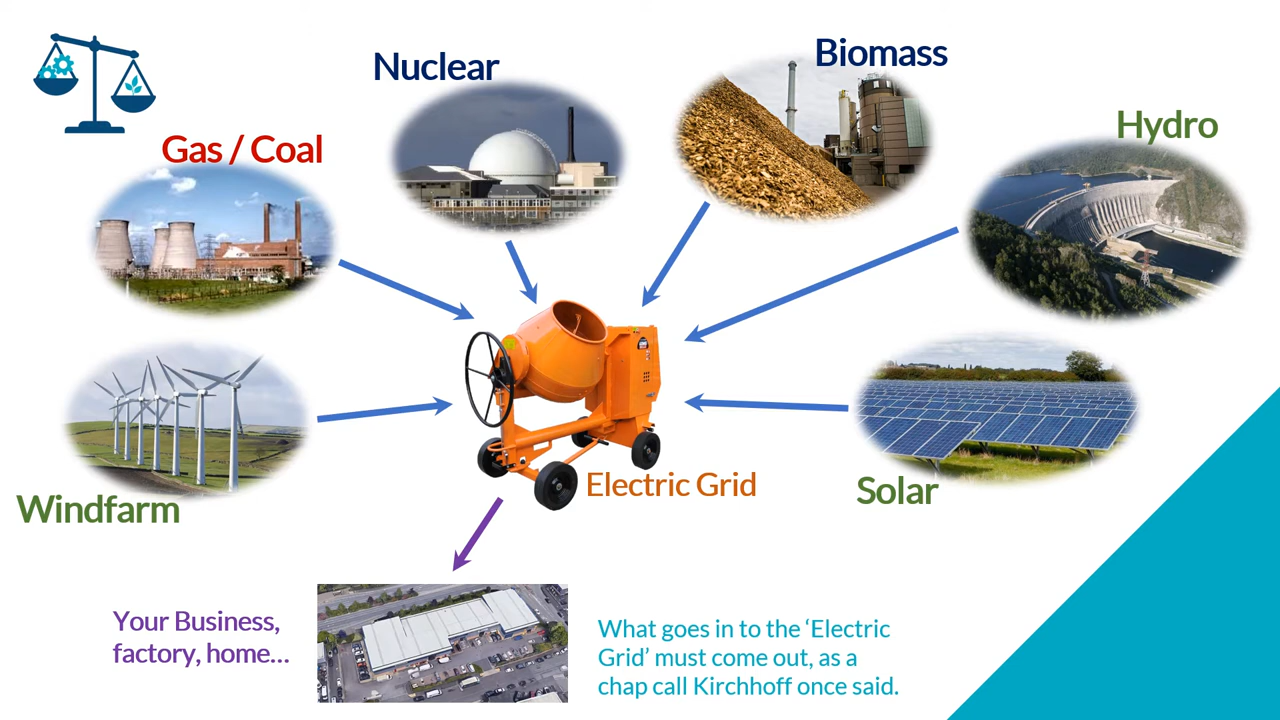 Nuclear
Biomass
Hydro
Gas / Coal
Windfarm
Electric Grid
Solar
Your Business,
factory, home...
What goes in to the ‘Electric
Grid’ must come out, as a
chap call Kirchhoff once said.